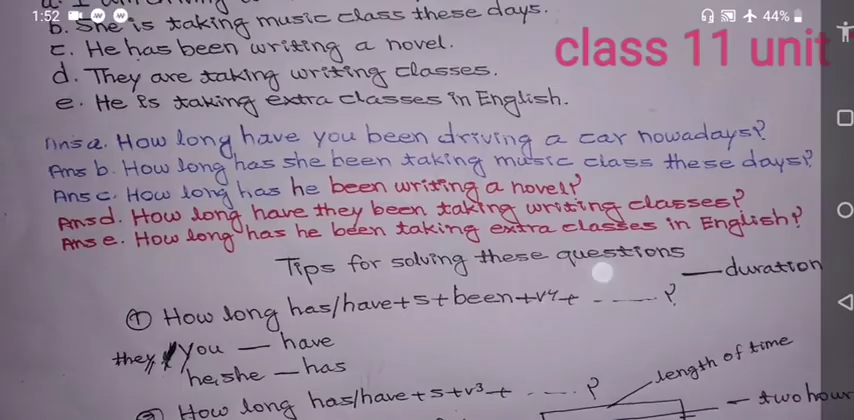 1:52 44%
b. She is taking music class these days.
c. He has been writing a novel.
class 11 unit
d. They are taking writing classes.
e. He is taking extra classes in English.
Ans a. How long have you been driving a car nowadays?
Ans b. How long has she been taking music class these days?
Ans c. How long has he been writing a novel?
Ans d. How long have they been taking writing classes?
Ans e. How long has he been taking extra classes in English?
Tips for solving these questions
— duration
① How long has/have+s+been+v4+ ------?
they/you — have
he, she — has
length of time
② How long has/have+s+v3+ ----?
— two hour